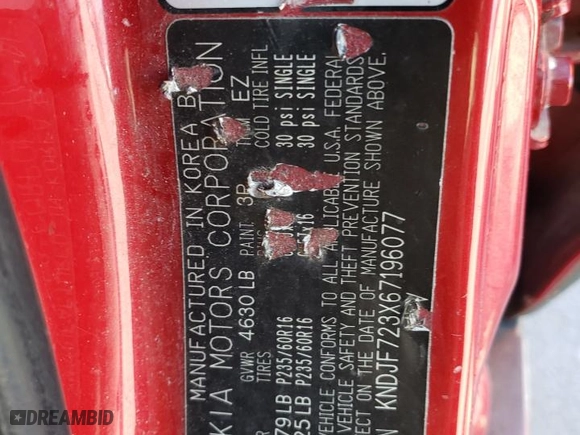 MANUFACTURED IN KOREA B
KIA MOTORS CORPORATION
GVWR 4630 LB PAINT 3P EZ
TIRES COLD TIRE INFL
79 LB P235/60R16 30 psi SINGLE
25 LB P235/60R16 30 psi SINGLE
VEHICLE CONFORMS TO ALL APPLICABLE U.S.A. FEDERAL
VEHICLE SAFETY AND THEFT PREVENTION STANDARDS
ECT ON THE DATE OF MANUFACTURE SHOWN ABOVE.
KNDJF723X67196077
DREAMBID